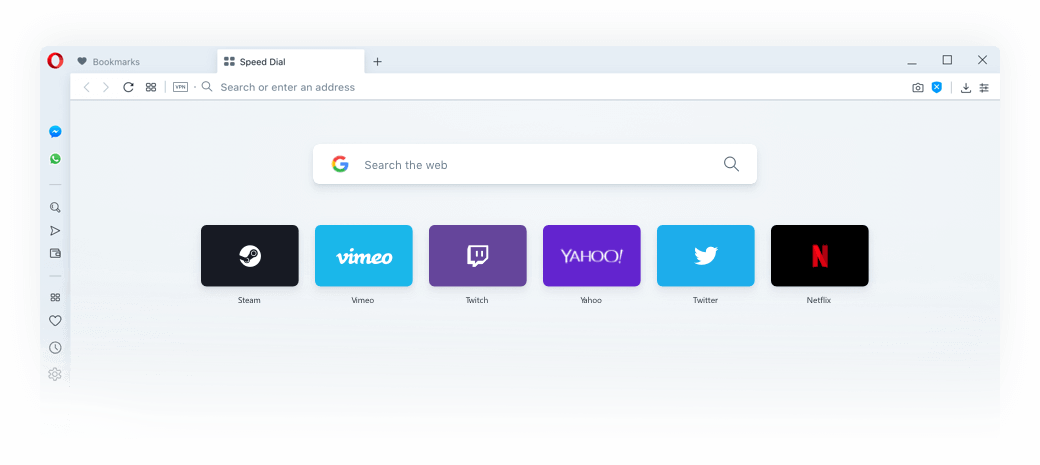 Bookmarks
Speed Dial
VPN
Search or enter an address
Search the web
vimeo
YAHOO!
N
Steam
Vimeo
Twitch
Yahoo
Twitter
Netflix